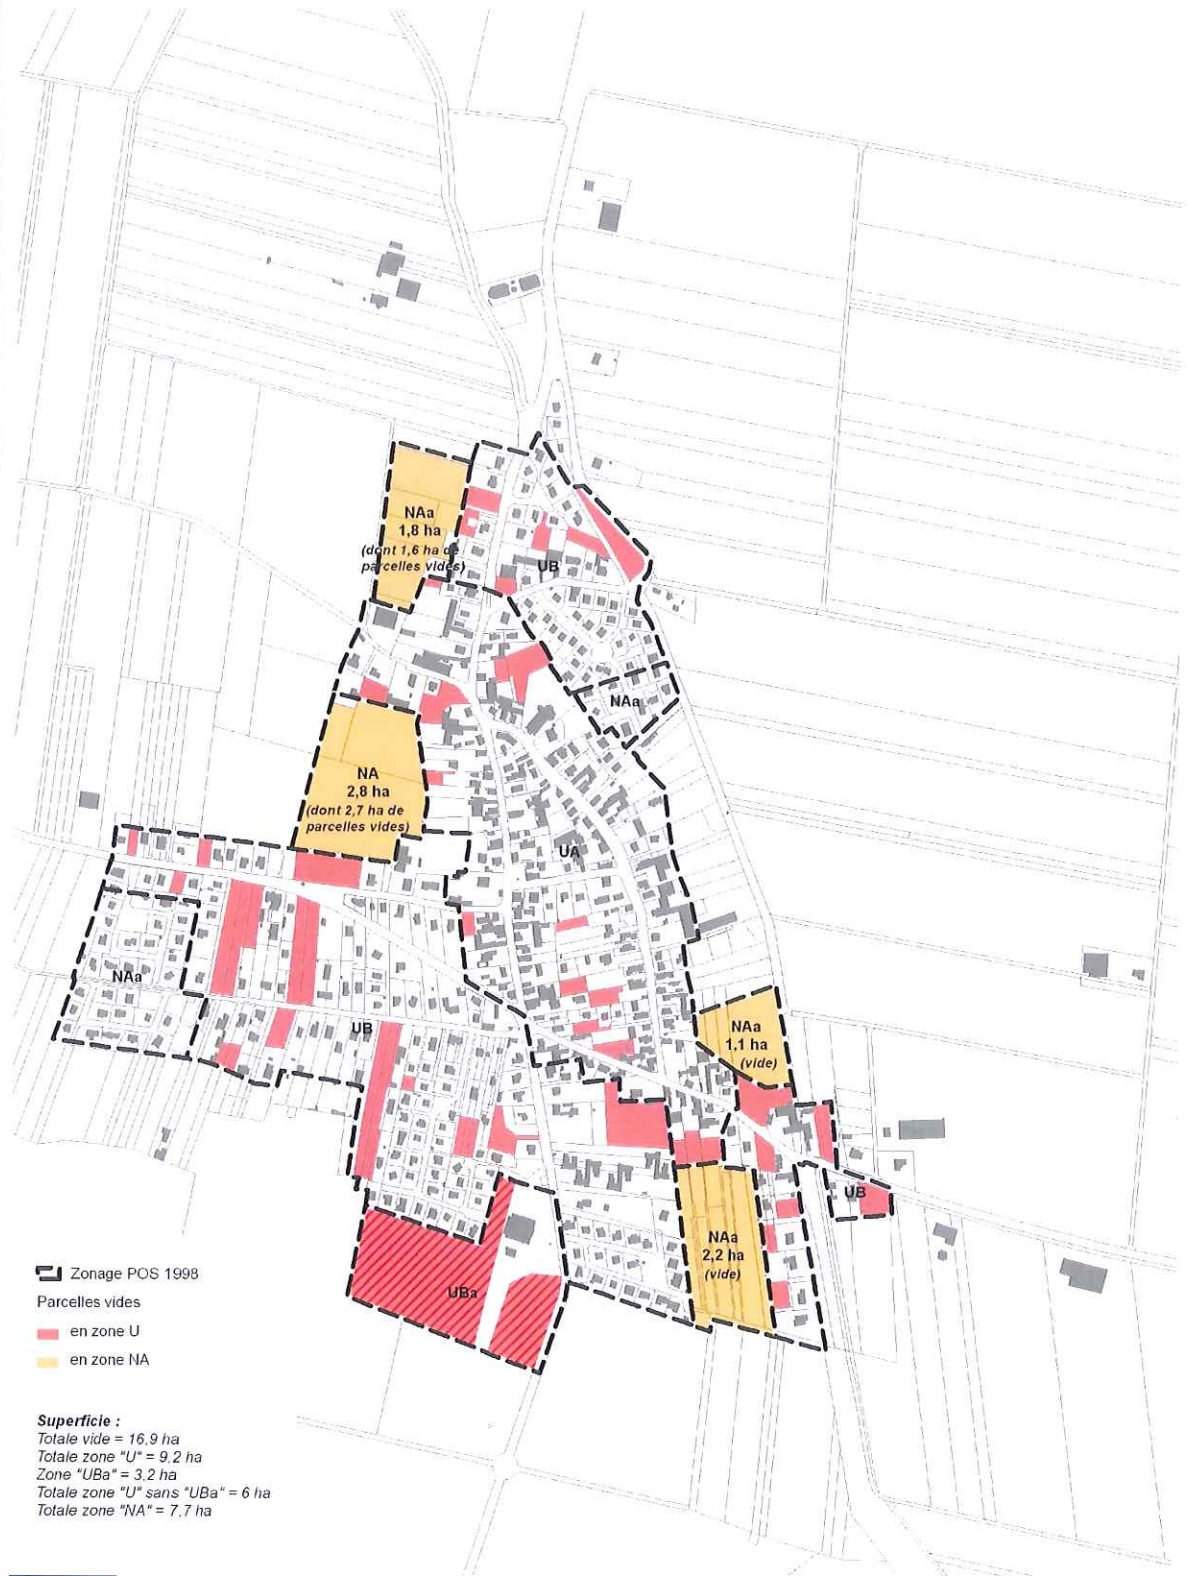 NAa
1,8 ha
(dont 1,6 ha de
parcelles vides)
UB
NAa
NA
2,8 ha
(dont 2,7 ha de
parcelles vides)
UA
NAa
UB
NAa
1,1 ha
(vide)
UB
NAa
2,2 ha
(vide)
UBa
Zonage POS 1998
Parcelles vides
en zone U
en zone NA
Superficie :
Totale vide = 16,9 ha
Totale zone "U" = 9,2 ha
Zone "UBa" = 3,2 ha
Totale zone "U" sans "UBa" = 6 ha
Totale zone "NA" = 7,7 ha